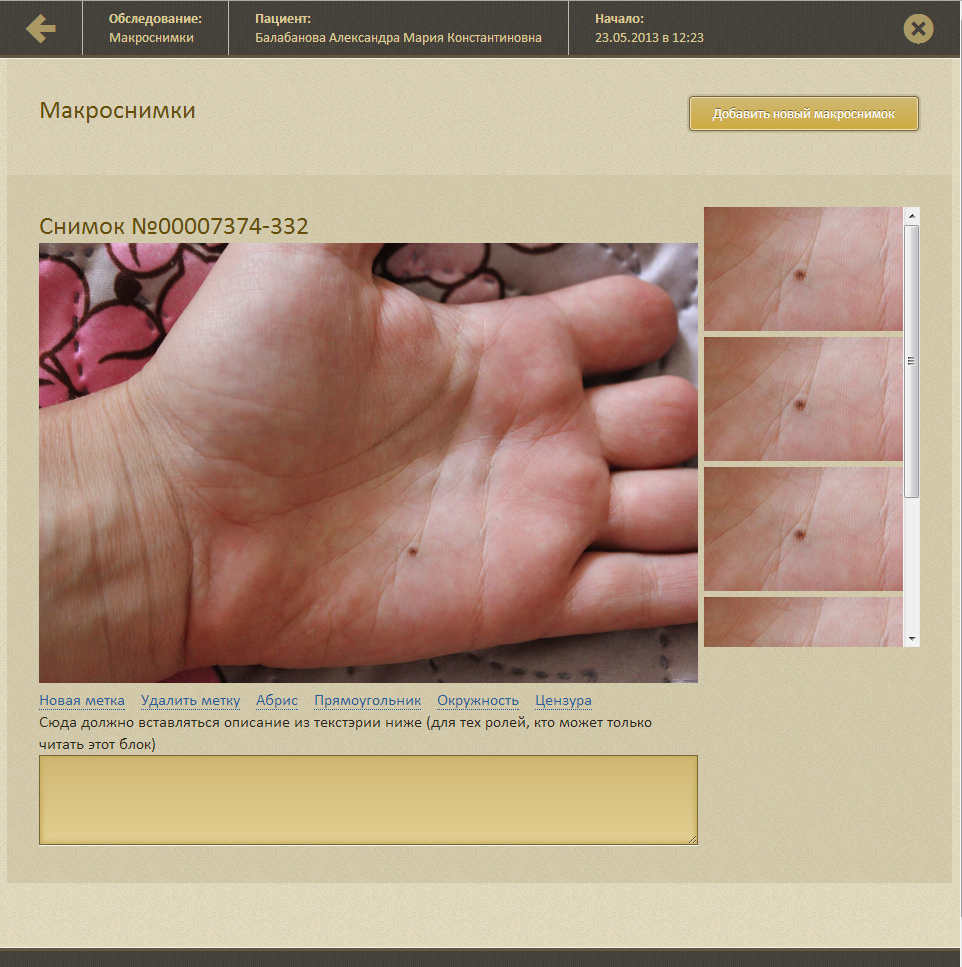 Обследование:
Макроснимки
Пациент:
Балабанова Александра Мария Константиновна
Начало:
23.05.2013 в 12:23
Макроснимки
Добавить новый макроснимок
Снимок №00007374-332
Новая метка Удалить метку Абрис Прямоугольник Окружность Цензура
Сюда должно вставляться описание из текстэрии ниже (для тех ролей, кто может только
читать этот блок)